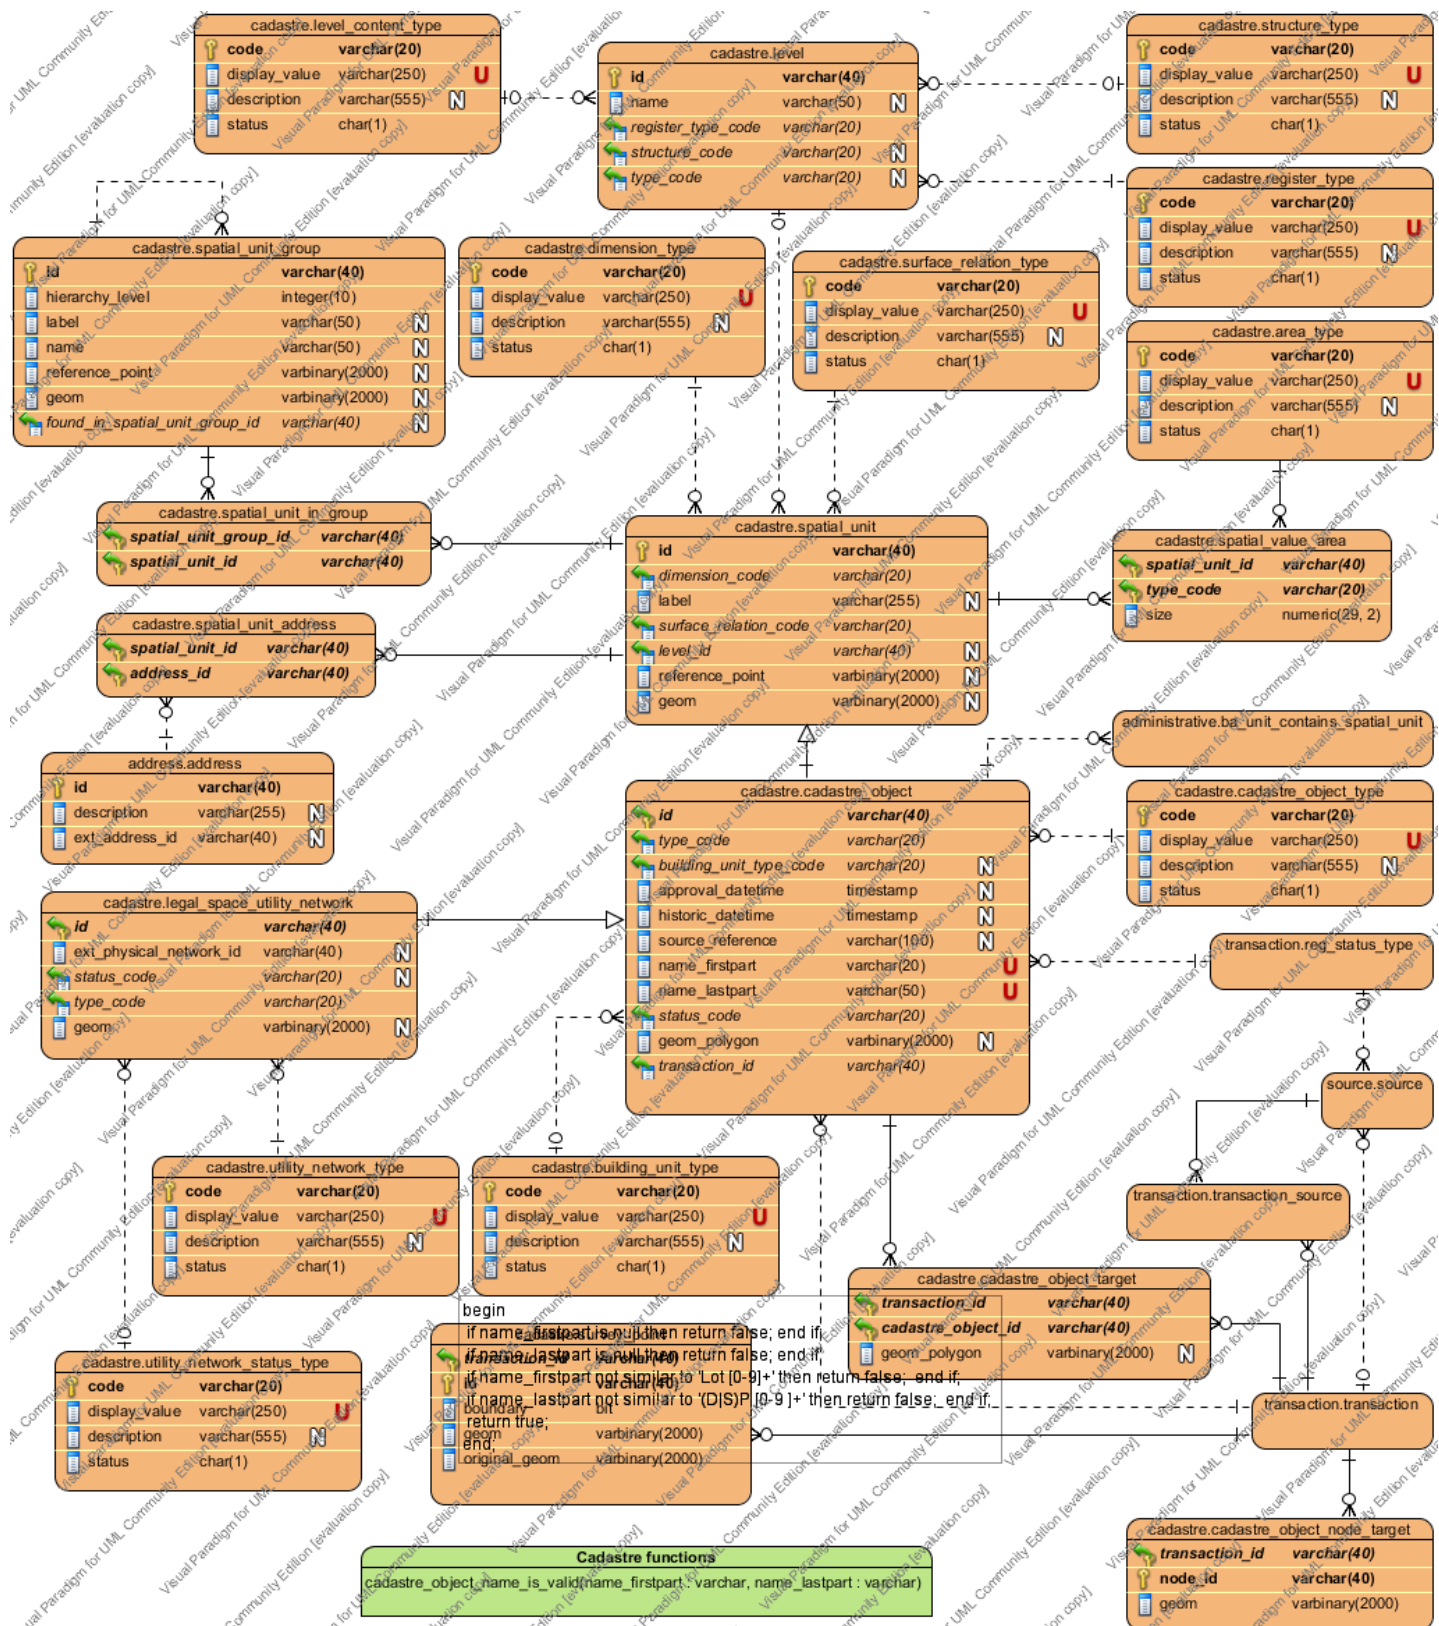 cadastre.level_content_type
code varchar(20)
display_value varchar(250) U
description varchar(555) N
status char(1)
cadastre.level
id varchar(40)
name varchar(50) N
register_type_code varchar(20)
structure_code varchar(20) N
type_code varchar(20) N
cadastre.structure_type
code varchar(20)
display_value varchar(250) U
description varchar(555) N
status char(1)
cadastre.register_type
code varchar(20)
display_value varchar(250) U
description varchar(555) N
status char(1)
cadastre.spatial_unit_group
id varchar(40)
hierarchy_level integer(10)
label varchar(50) N
name varchar(50) N
reference_point varbinary(2000) N
geom varbinary(2000) N
found_in_spatial_unit_group_id varchar(40) N
cadastre.dimension_type
code varchar(20)
display_value varchar(250) U
description varchar(555) N
status char(1)
cadastre.surface_relation_type
code varchar(20)
display_value varchar(250) U
description varchar(555) N
status char(1)
cadastre.area_type
code varchar(20)
display_value varchar(250) U
description varchar(555) N
status char(1)
cadastre.spatial_unit_in_group
spatial_unit_group_id varchar(40)
spatial_unit_id varchar(40)
cadastre.spatial_unit
id varchar(40)
dimension_code varchar(20)
label varchar(255) N
surface_relation_code varchar(20)
level_id varchar(40) N
reference_point varbinary(2000) N
geom varbinary(2000) N
cadastre.spatial_value_area
spatial_unit_id varchar(40)
type_code varchar(20)
size numeric(29, 2)
cadastre.spatial_unit_address
spatial_unit_id varchar(40)
address_id varchar(40)
administrative.ba_unit_contains_spatial_unit
address.address
id varchar(40)
description varchar(255) N
ext_address_id varchar(40) N
cadastre.cadastre_object
id varchar(40)
type_code varchar(20)
building_unit_type_code varchar(20) N
approval_datetime timestamp N
historic_datetime timestamp N
source_reference varchar(100) N
name_firstpart varchar(20) U
name_lastpart varchar(50) U
status_code varchar(20)
geom_polygon varbinary(2000) N
transaction_id varchar(40)
cadastre.cadastre_object_type
code varchar(20)
display_value varchar(250) U
description varchar(555) N
status char(1)
cadastre.legal_space_utility_network
id varchar(40)
ext_physical_network_id varchar(40) N
status_code varchar(20) N
type_code varchar(20)
geom varbinary(2000) N
transaction.reg_status_type
source.source
transaction.transaction_source
cadastre.utility_network_type
code varchar(20)
display_value varchar(250) U
description varchar(555) N
status char(1)
cadastre.building_unit_type
code varchar(20)
display_value varchar(250) U
description varchar(555) N
status char(1)
cadastre.cadastre_object_target
transaction_id varchar(40)
cadastre_object_id varchar(40)
geom_polygon varbinary(2000) N
begin
if name_firstpart is null then return false; end if;
if name_lastpart is null then return false; end if;
if name_firstpart not similar to 'Lot [0-9]+' then return false; end if;
if name_lastpart not similar to '(D|S)P [0-9 ]+' then return false; end if;
return true;
end;
cadastre.survey_point
transaction_id varchar(40)
id varchar(40)
boundary bit
geom varbinary(2000)
original_geom varbinary(2000)
cadastre.utility_network_status_type
code varchar(20)
display_value varchar(250) U
description varchar(555) N
status char(1)
transaction.transaction
cadastre.cadastre_object_node_target
transaction_id varchar(40)
node_id varchar(40)
geom varbinary(2000)
Cadastre functions
cadastre_object_name_is_valid(name_firstpart : varchar, name_lastpart : varchar)
Visual Paradigm for UML Community Edition [evaluation copy]